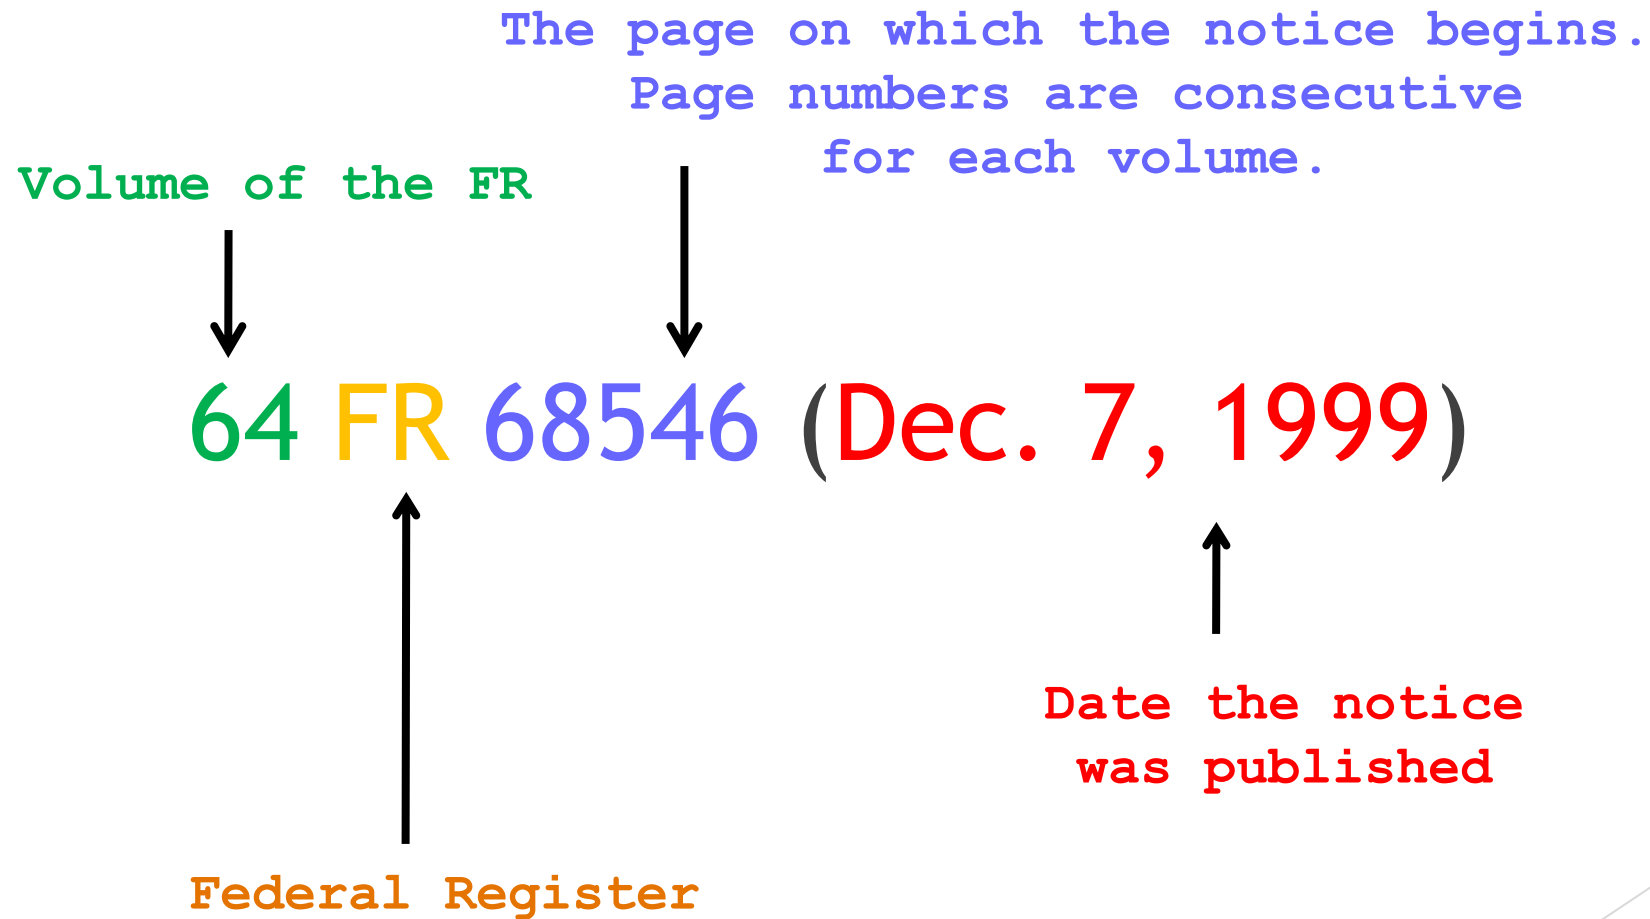 The page on which the notice begins.
Page numbers are consecutive
for each volume.
Volume of the FR
64 FR 68546 (Dec. 7, 1999)
Date the notice
was published
Federal Register